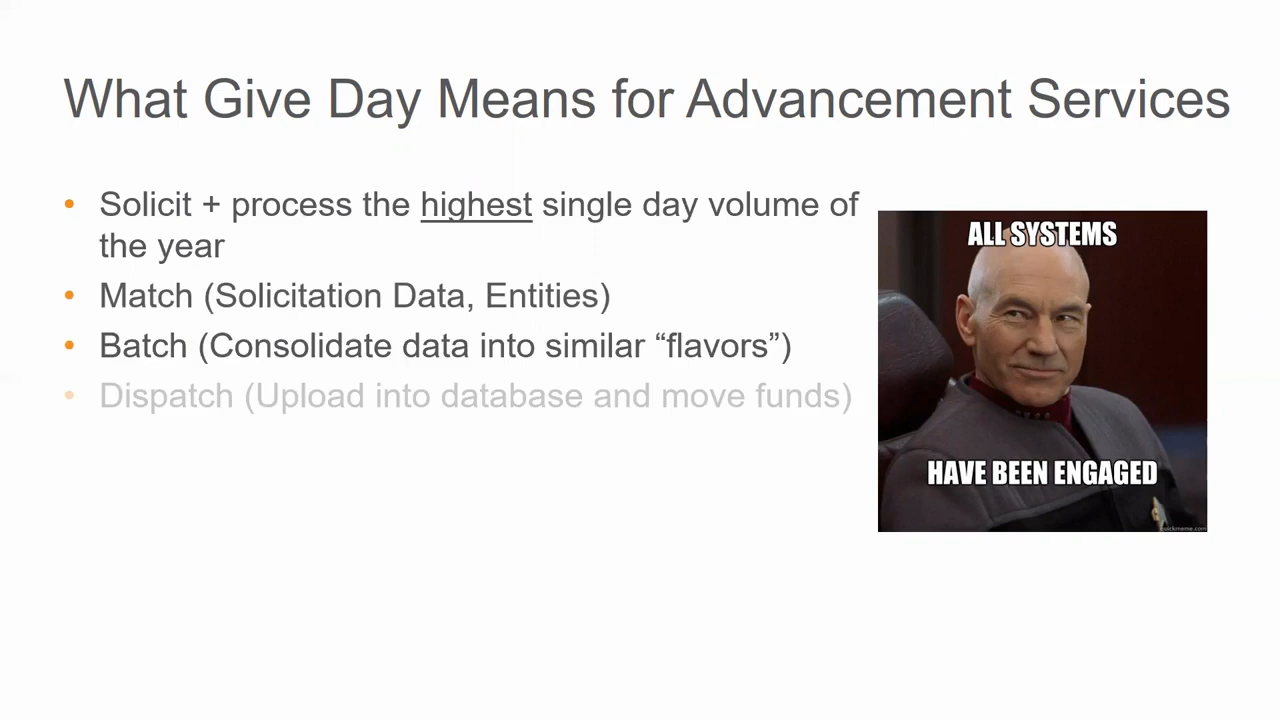 What Give Day Means for Advancement Services
• Solicit + process the highest single day volume of
the year
• Match (Solicitation Data, Entities)
• Batch (Consolidate data into similar “flavors”)
• Dispatch (Upload into database and move funds)
ALL SYSTEMS
HAVE BEEN ENGAGED
quickmeme.com